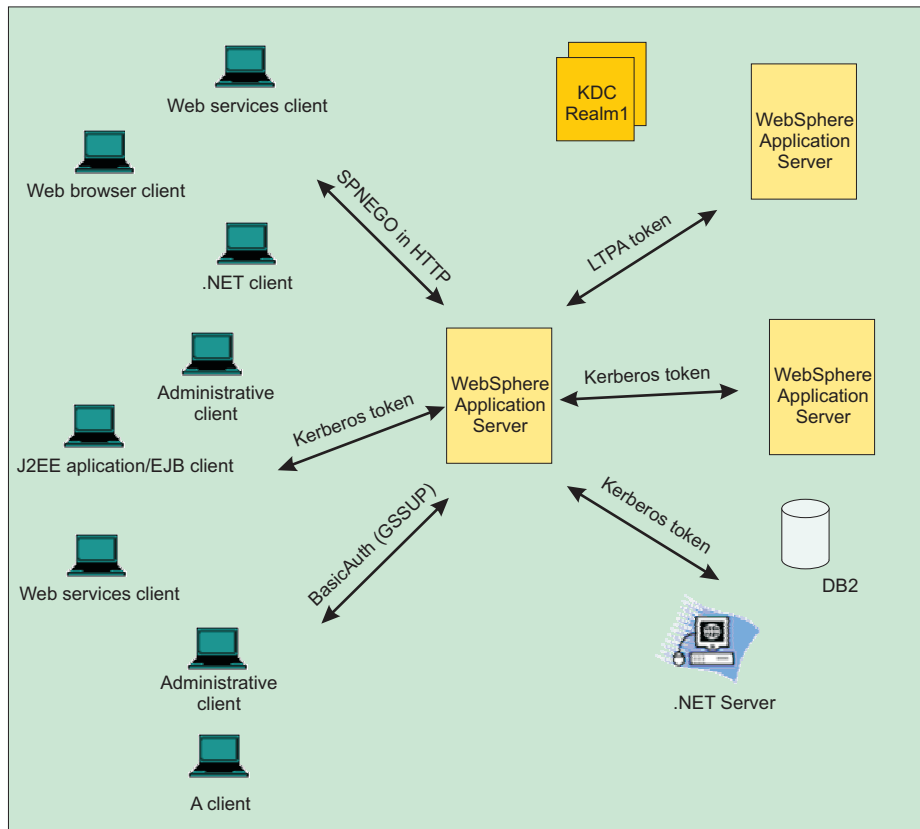 Web services client
KDC
Realm1
WebSphere
Application
Server
Web browser client
SPNEGO in HTTP
LTPA token
.NET client
Administrative
client
WebSphere
Application
Server
Kerberos token
WebSphere
Application
Server
Kerberos token
J2EE aplication/EJB client
Kerberos token
BasicAuth (GSSUP)
Web services client
DB2
Administrative
client
.NET Server
A client